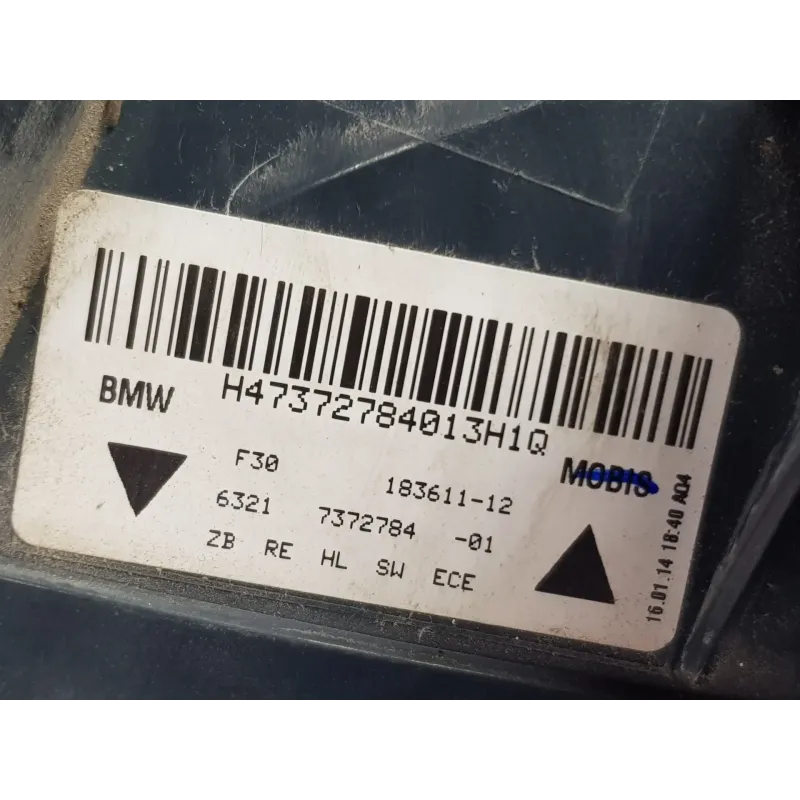 H47372784013H1Q
BMW
MOBIS
F30 183611-12
6321 7372784 -01
ZB RE HL SW ECE
16.01.14 18:40 A04